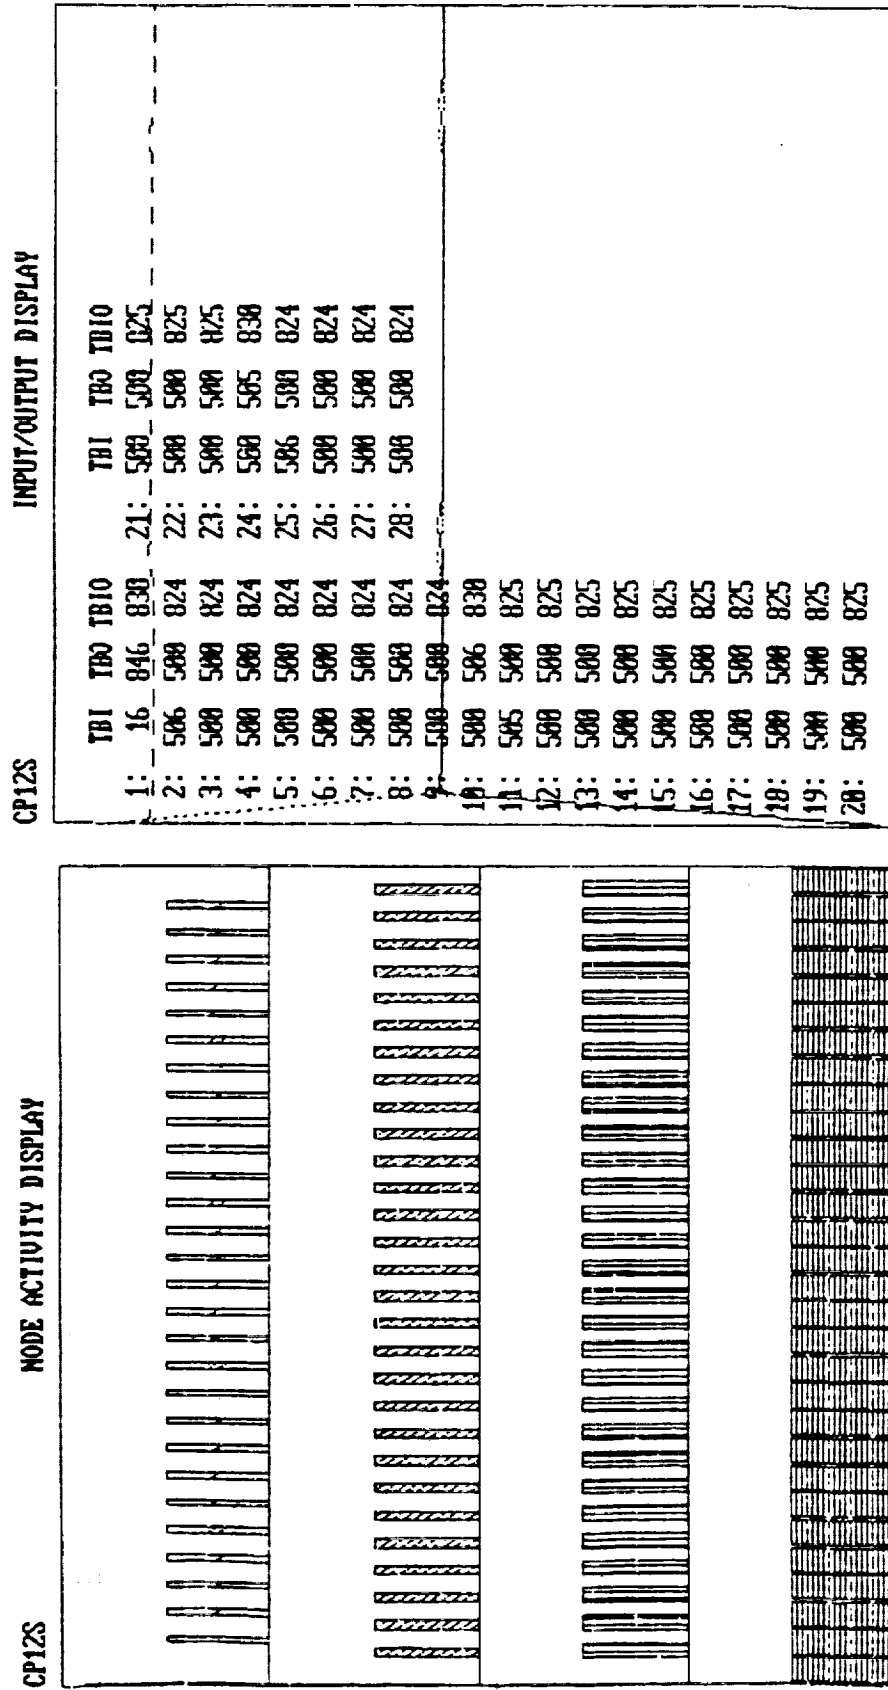 CP12S NODE ACTIVITY DISPLAY
CP12S INPUT/OUTPUT DISPLAY
TBI TBO TBIO TBI TBO TBIO
1: 16 846 830 21: 500 500 825
2: 506 500 824 22: 500 500 825
3: 500 500 824 23: 500 500 825
4: 500 500 824 24: 500 505 830
5: 500 500 824 25: 506 500 824
6: 500 500 824 26: 500 500 824
7: 500 500 824 27: 500 500 824
8: 500 500 824 28: 500 500 824
9: 500 500 824
10: 500 506 830
11: 505 500 825
12: 500 500 825
13: 500 500 825
14: 500 500 825
15: 500 500 825
16: 500 500 825
17: 500 500 825
18: 500 500 825
19: 500 500 825
20: 500 500 825